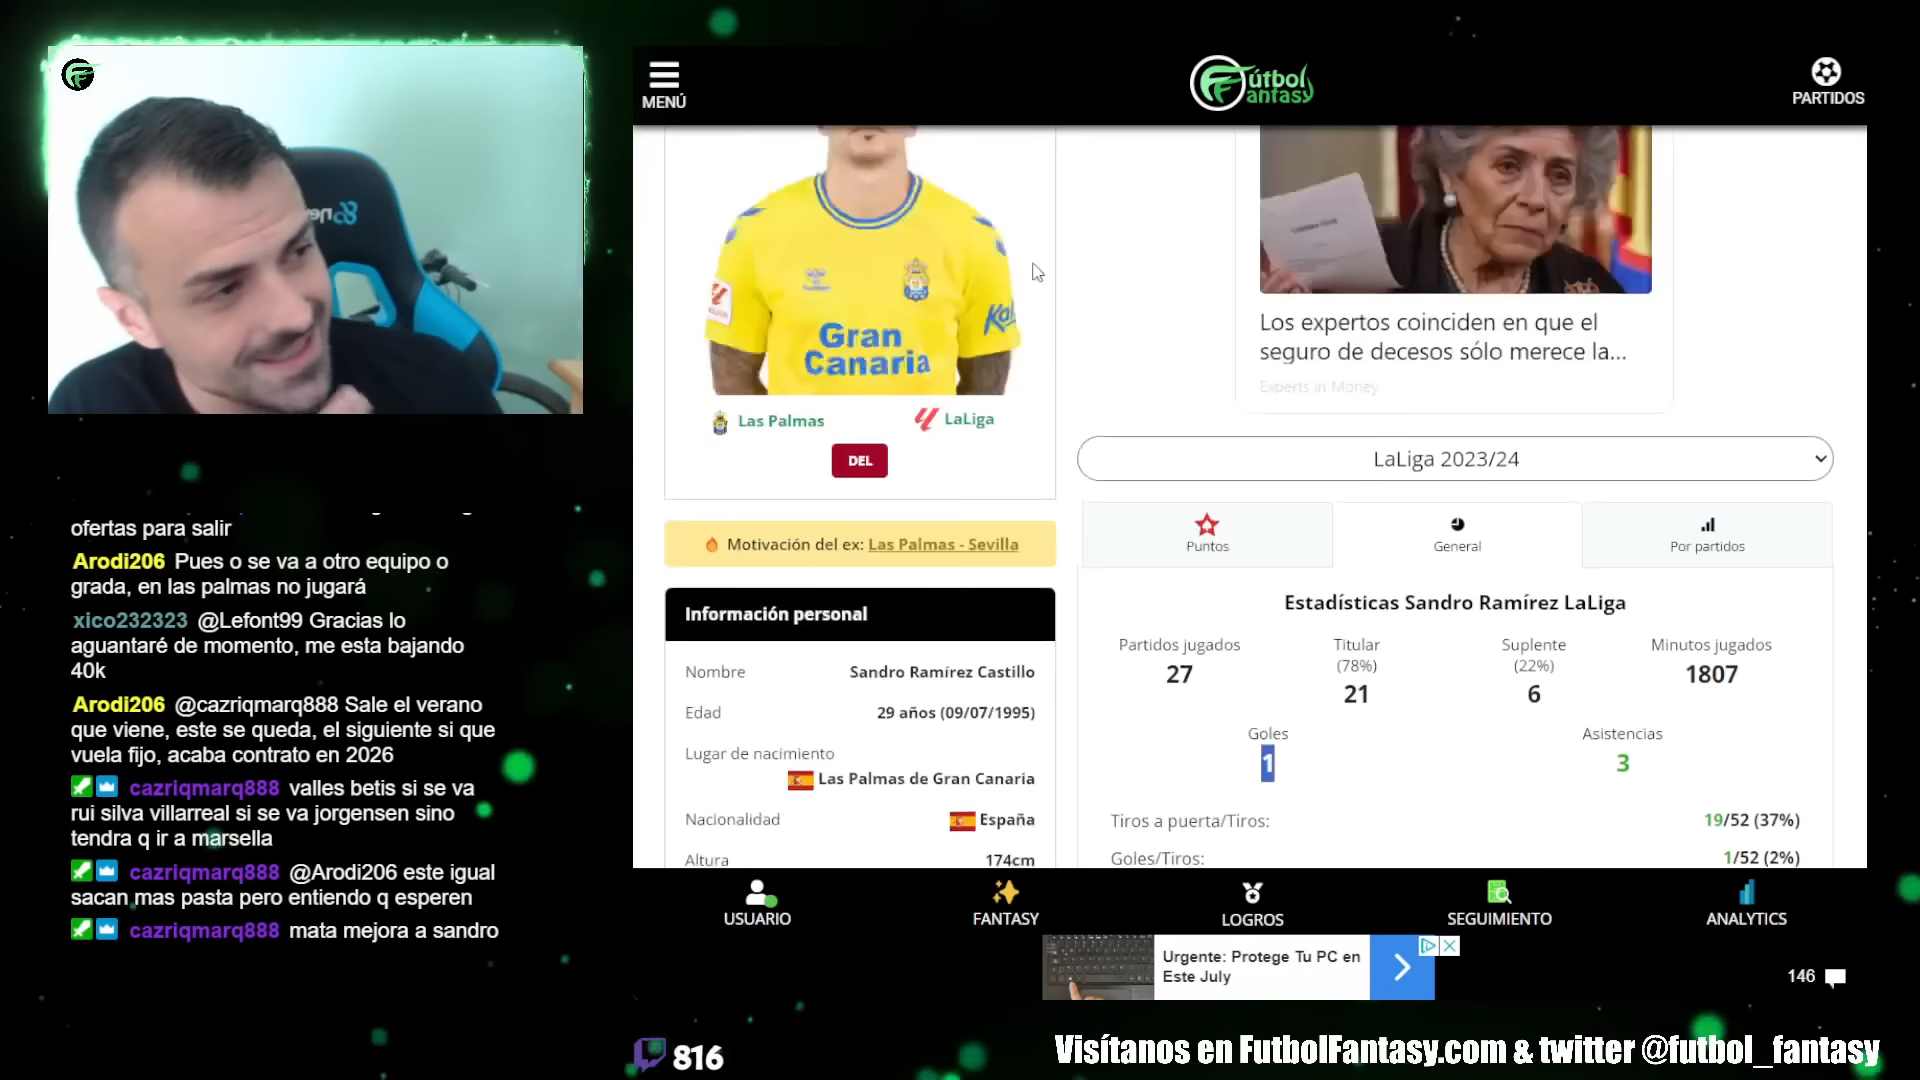 MENÚ
Fútbol
Fantasy
PARTIDOS
Gran
Canaria
Las Palmas
LaLiga
DEL
Motivación del ex: Las Palmas - Sevilla
Información personal
Nombre
Sandro Ramírez Castillo
Edad
29 años (09/07/1995)
Lugar de nacimiento
Las Palmas de Gran Canaria
Nacionalidad
España
Altura
174cm
Los expertos coinciden en que el
seguro de decesos sólo merece la...
Experts in Money
LaLiga 2023/24
Puntos
General
Por partidos
Estadísticas Sandro Ramírez LaLiga
Partidos jugados
27
Titular
(78%)
21
Suplente
(22%)
6
Minutos jugados
1807
Goles
1
Asistencias
3
Tiros a puerta/Tiros:
19/52 (37%)
Goles/Tiros:
1/52 (2%)
ofertas para salir
Arodi206 Pues o se va a otro equipo o
grada, en las palmas no jugará
xico232323 @Lefont99 Gracias lo
aguantaré de momento, me esta bajando
40k
Arodi206 @cazriqmarq888 Sale el verano
que viene, este se queda, el siguiente si que
vuela fijo, acaba contrato en 2026
cazriqmarq888 valles betis si se va
rui silva villarreal si se va jorgensen sino
tendra q ir a marsella
cazriqmarq888 @Arodi206 este igual
sacan mas pasta pero entiendo q esperen
cazriqmarq888 mata mejora a sandro
USUARIO
FANTASY
LOGROS
SEGUIMIENTO
ANALYTICS
Urgente: Protege Tu PC en
Este July
146
816
Visítanos en FutbolFantasy.com & twitter @futbol_fantasy